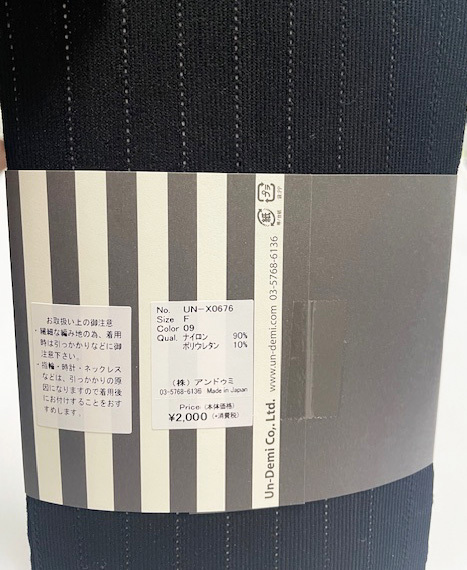 お取扱い上の御注意
・繊細な編み地の為、着用
時は引っかかりなどに御
注意下さい。
・指輪・時計・ネックレス
などは、引っかかりの原
因になりますので着用後
にお付けすることをおす
すめします。
No. UN-X0676
Size F
Color 09
Qual. ナイロン 90%
ポリウレタン 10%
(株)アンドゥミ
03-5768-6136 Made in Japan
Price(本体価格)
¥2,000(+消費税)
Un-Demi Co,. Ltd. www.un-demi.com 03-5768-6136
紙
プラ